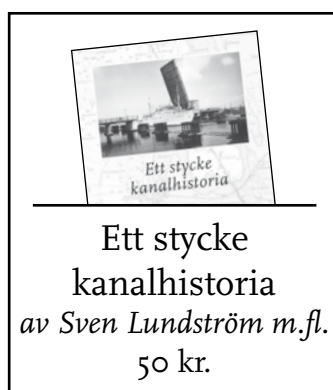 Ett stycke
kanalhistoria
Ett stycke
kanalhistoria
av Sven Lundström m.fl.
50 kr.